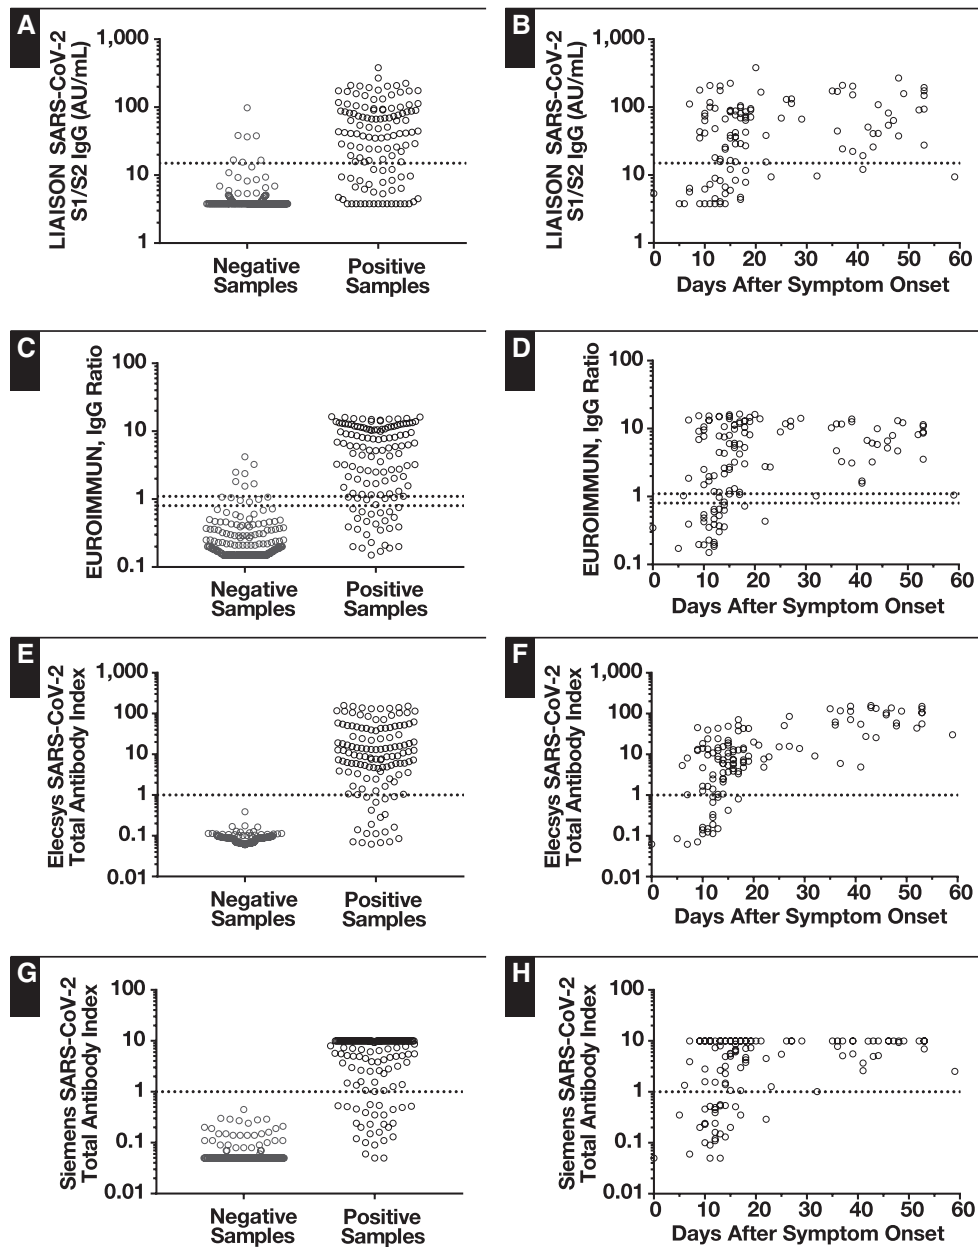 A
LIAISON SARS-CoV-2
S1/S2 IgG (AU/mL)
1,000
100
10
1
Negative
Samples
Positive
Samples
B
LIAISON SARS-CoV-2
S1/S2 IgG (AU/mL)
1,000
100
10
1
0 10 20 30 40 50 60
Days After Symptom Onset
C
EUROIMMUN, IgG Ratio
100
10
1
0.1
Negative
Samples
Positive
Samples
D
EUROIMMUN, IgG Ratio
100
10
1
0.1
0 10 20 30 40 50 60
Days After Symptom Onset
E
Elecsys SARS-CoV-2
Total Antibody Index
1,000
100
10
1
0.1
0.01
Negative
Samples
Positive
Samples
F
Elecsys SARS-CoV-2
Total Antibody Index
1,000
100
10
1
0.1
0.01
0 10 20 30 40 50 60
Days After Symptom Onset
G
Siemens SARS-CoV-2
Total Antibody Index
100
10
1
0.1
0.01
Negative
Samples
Positive
Samples
H
Siemens SARS-CoV-2
Total Antibody Index
100
10
1
0.1
0.01
0 10 20 30 40 50 60
Days After Symptom Onset